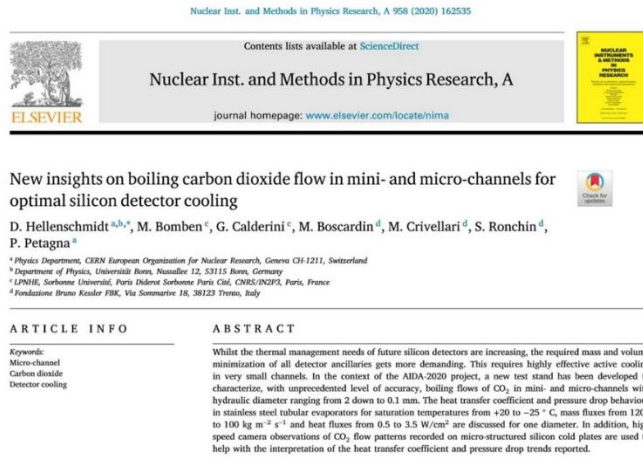 Nuclear Inst. and Methods in Physics Research, A 958 (2020) 162535
Contents lists available at ScienceDirect
Nuclear Inst. and Methods in Physics Research, A
journal homepage: www.elsevier.com/locate/nima
ELSEVIER
NUCLEAR
INSTRUMENTS
& METHODS
IN
PHYSICS
RESEARCH
New insights on boiling carbon dioxide flow in mini- and micro-channels for
optimal silicon detector cooling
Check for
updates
D. Hellenschmidt a,b,*, M. Bomben c, G. Calderini c, M. Boscardin d, M. Crivellari d, S. Ronchin d,
P. Petagna a
a Physics Department, CERN European Organization for Nuclear Research, Geneva CH-1211, Switzerland
b Department of Physics, Universität Bonn, Nussallee 12, 53115 Bonn, Germany
c LPNHE, Sorbonne Université, Paris Diderot Sorbonne Paris Cité, CNRS/IN2P3, Paris, France
d Fondazione Bruno Kessler FBK, Via Sommarive 18, 38123 Trento, Italy
ARTICLE INFO
Keywords:
Micro-channel
Carbon dioxide
Detector cooling
ABSTRACT
Whilst the thermal management needs of future silicon detectors are increasing, the required mass and volum
minimization of all detector ancillaries gets more demanding. This requires highly effective active coolin
in very small channels. In the context of the AIDA-2020 project, a new test stand has been developed
characterize, with unprecedented level of accuracy, boiling flows of CO2 in mini- and micro-channels wit
hydraulic diameter ranging from 2 down to 0.1 mm. The heat transfer coefficient and pressure drop behaviou
in stainless steel tubular evaporators for saturation temperatures from +20 to −25 ° C, mass fluxes from 120
to 100 kg m−2 s−1 and heat fluxes from 0.5 to 3.5 W/cm2 are discussed for one diameter. In addition, hig
speed camera observations of CO2 flow patterns recorded on micro-structured silicon cold plates are used
help with the interpretation of the heat transfer coefficient and pressure drop trends reported.